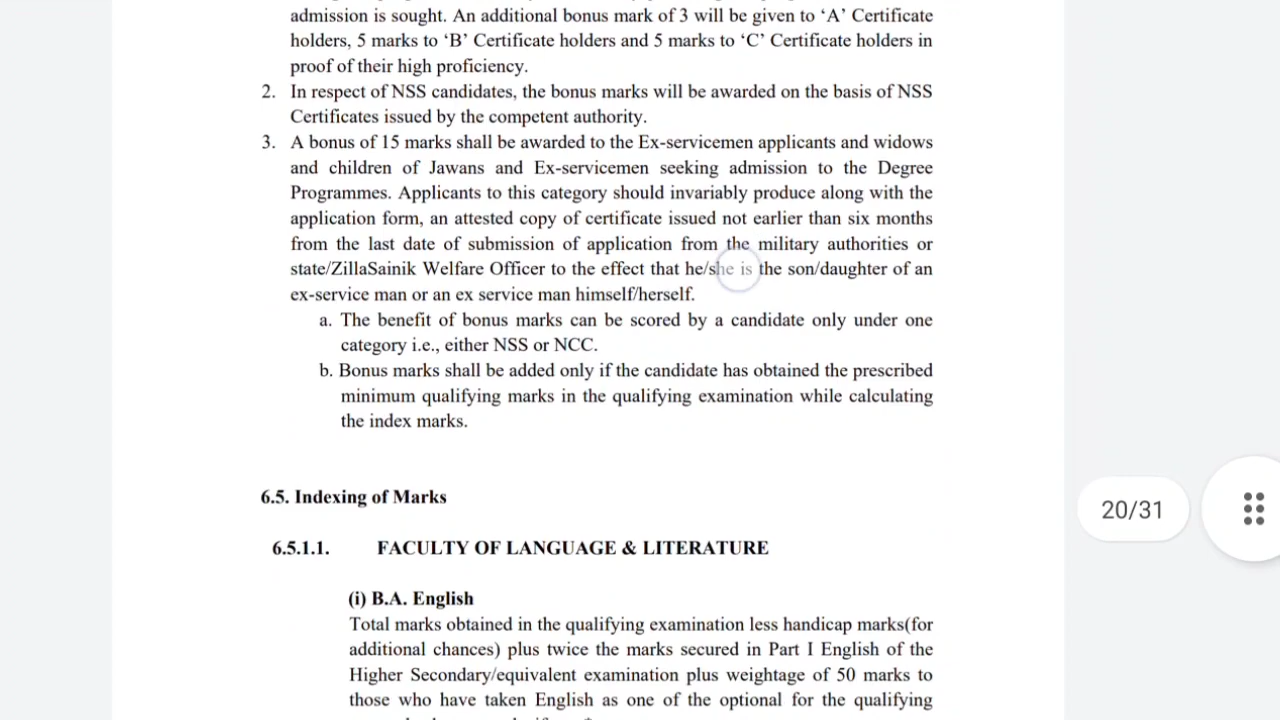 admission is sought. An additional bonus mark of 3 will be given to ‘A’ Certificate
holders, 5 marks to ‘B’ Certificate holders and 5 marks to ‘C’ Certificate holders in
proof of their high proficiency.
2. In respect of NSS candidates, the bonus marks will be awarded on the basis of NSS
Certificates issued by the competent authority.
3. A bonus of 15 marks shall be awarded to the Ex-servicemen applicants and widows
and children of Jawans and Ex-servicemen seeking admission to the Degree
Programmes. Applicants to this category should invariably produce along with the
application form, an attested copy of certificate issued not earlier than six months
from the last date of submission of application from the military authorities or
state/ZillaSainik Welfare Officer to the effect that he/she is the son/daughter of an
ex-service man or an ex service man himself/herself.
a. The benefit of bonus marks can be scored by a candidate only under one
category i.e., either NSS or NCC.
b. Bonus marks shall be added only if the candidate has obtained the prescribed
minimum qualifying marks in the qualifying examination while calculating
the index marks.
6.5. Indexing of Marks
20/31
6.5.1.1. FACULTY OF LANGUAGE & LITERATURE
(i) B.A. English
Total marks obtained in the qualifying examination less handicap marks(for
additional chances) plus twice the marks secured in Part I English of the
Higher Secondary/equivalent examination plus weightage of 50 marks to
those who have taken English as one of the optional for the qualifying